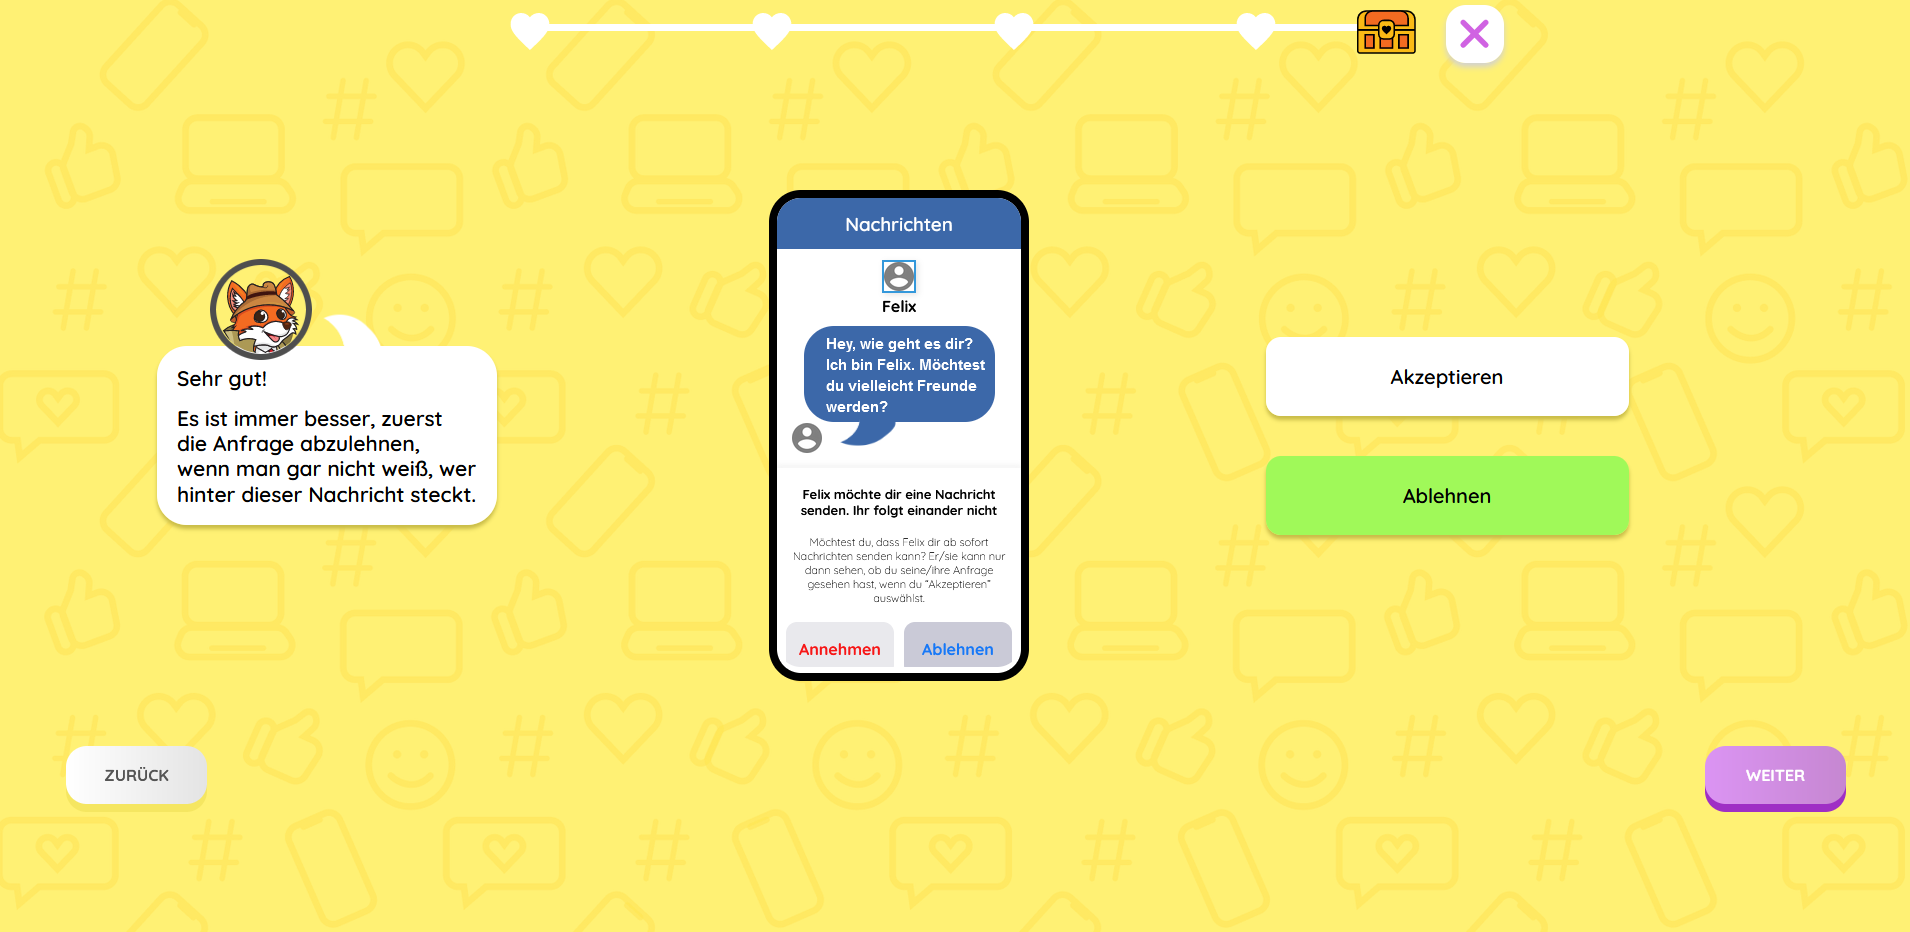 Sehr gut!
Es ist immer besser, zuerst
die Anfrage abzulehnen,
wenn man gar nicht weiß, wer
hinter dieser Nachricht steckt.
Nachrichten
Felix
Hey, wie geht es dir?
Ich bin Felix. Möchtest
du vielleicht Freunde
werden?
Felix möchte dir eine Nachricht
senden. Ihr folgt einander nicht
Möchtest du, dass Felix dir ab sofort
Nachrichten senden kann? Er/sie kann nur
dann sehen, ob du seine/ihre Anfrage
gesehen hast, wenn du “Akzeptieren”
auswählst.
Annehmen
Ablehnen
Akzeptieren
Ablehnen
ZURÜCK
WEITER